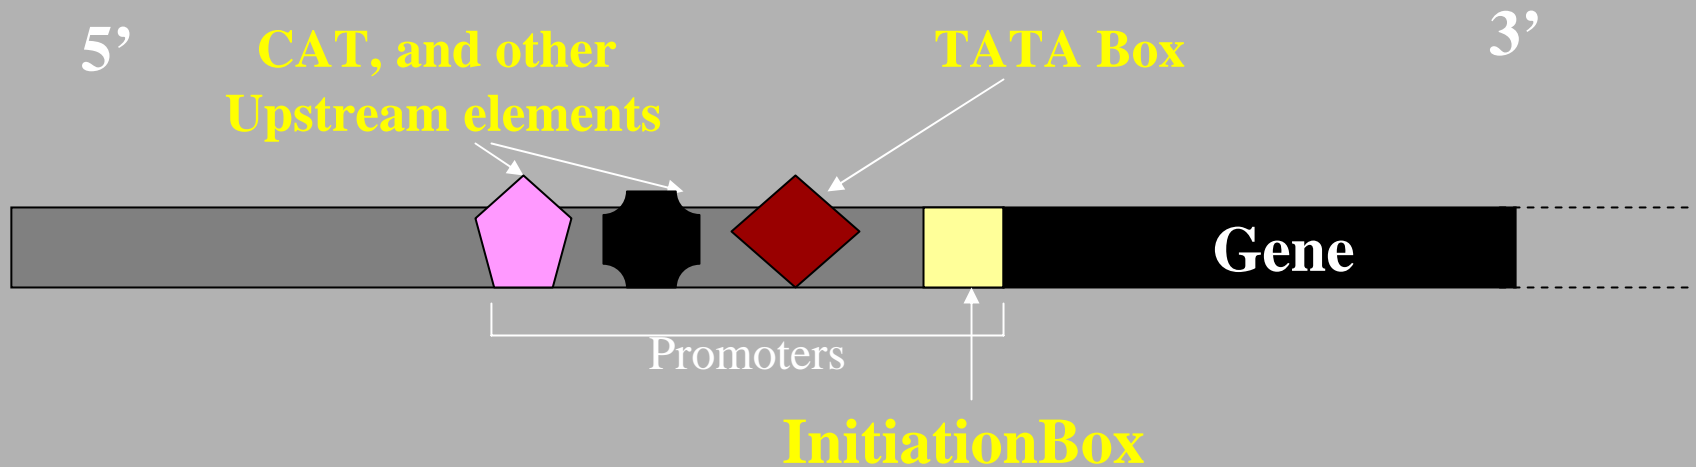 5’
CAT, and other
Upstream elements
TATA Box
3’
Gene
Promoters
InitiationBox